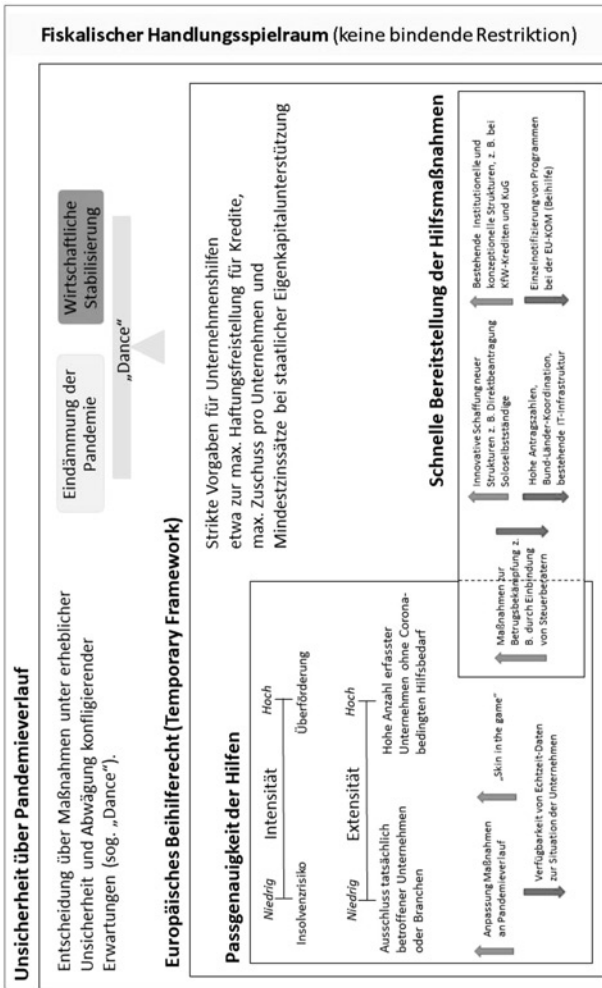 Fiskalischer Handlungsspielraum (keine bindende Restriktion)
Unsicherheit über Pandemieverlauf
Entscheidung über Maßnahmen unter erheblicher
Unsicherheit und Abwägung konfligierender
Erwartungen (sog. „Dance“).
Eindämmung der
Pandemie
Wirtschaftliche
Stabilisierung
„Dance“
Europäisches Beihilferecht (Temporary Framework)
Strikte Vorgaben für Unternehmenshilfen
etwa zur max. Haftungsfreistellung für Kredite,
max. Zuschuss pro Unternehmen und
Mindestzinssätze bei staatlicher Eigenkapitalunterstützung
Passgenauigkeit der Hilfen
Niedrig
Intensität
Hoch
Insolvenzrisiko
Überförderung
Niedrig
Extensität
Hoch
Ausschluss tatsächlich
betroffener Unternehmen
oder Branchen
Hohe Anzahl erfasster
Unternehmen ohne Corona-
bedingten Hilfsbedarf
Anpassung Maßnahmen
an Pandemieverlauf
„Skin in the game“
Verfügbarkeit von Echtzeit-Daten
zur Situation der Unternehmen
Schnelle Bereitstellung der Hilfsmaßnahmen
Maßnahmen zur
Betrugsbekämpfung z.
B. durch Einbindung
von Steuerberatern
Innovative Schaffung neuer
Strukturen z. B. Direktbeantragung
Soloselbstständige
Hohe Antragszahlen,
Bund-Länder-Koordination,
bestehende IT-Infrastruktur
Bestehende Institutionelle und
konzeptionelle Strukturen, z. B. bei
KfW-Krediten und KuG
Einzelnotifizierung von Programmen
bei der EU-KOM (Beihilfe)